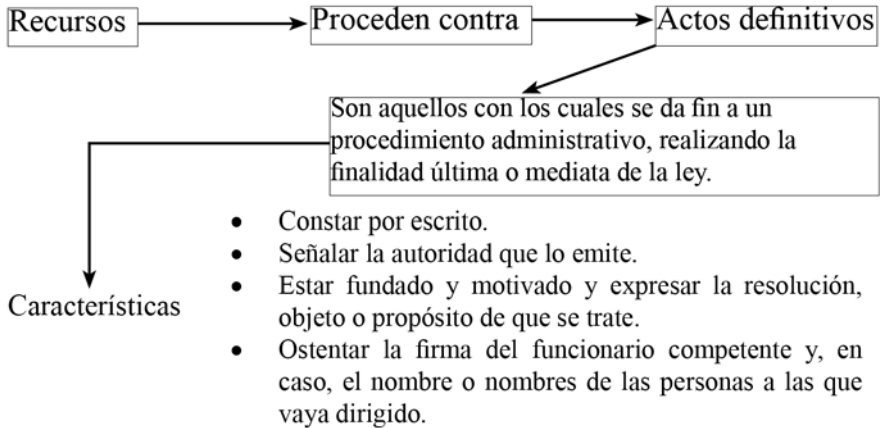 Recursos
Proceden contra
Actos definitivos
Son aquellos con los cuales se da fin a un
procedimiento administrativo, realizando la
finalidad última o mediata de la ley.
Características
• Constar por escrito.
• Señalar la autoridad que lo emite.
• Estar fundado y motivado y expresar la resolución,
objeto o propósito de que se trate.
• Ostentar la firma del funcionario competente y, en
caso, el nombre o nombres de las personas a las que
vaya dirigido.